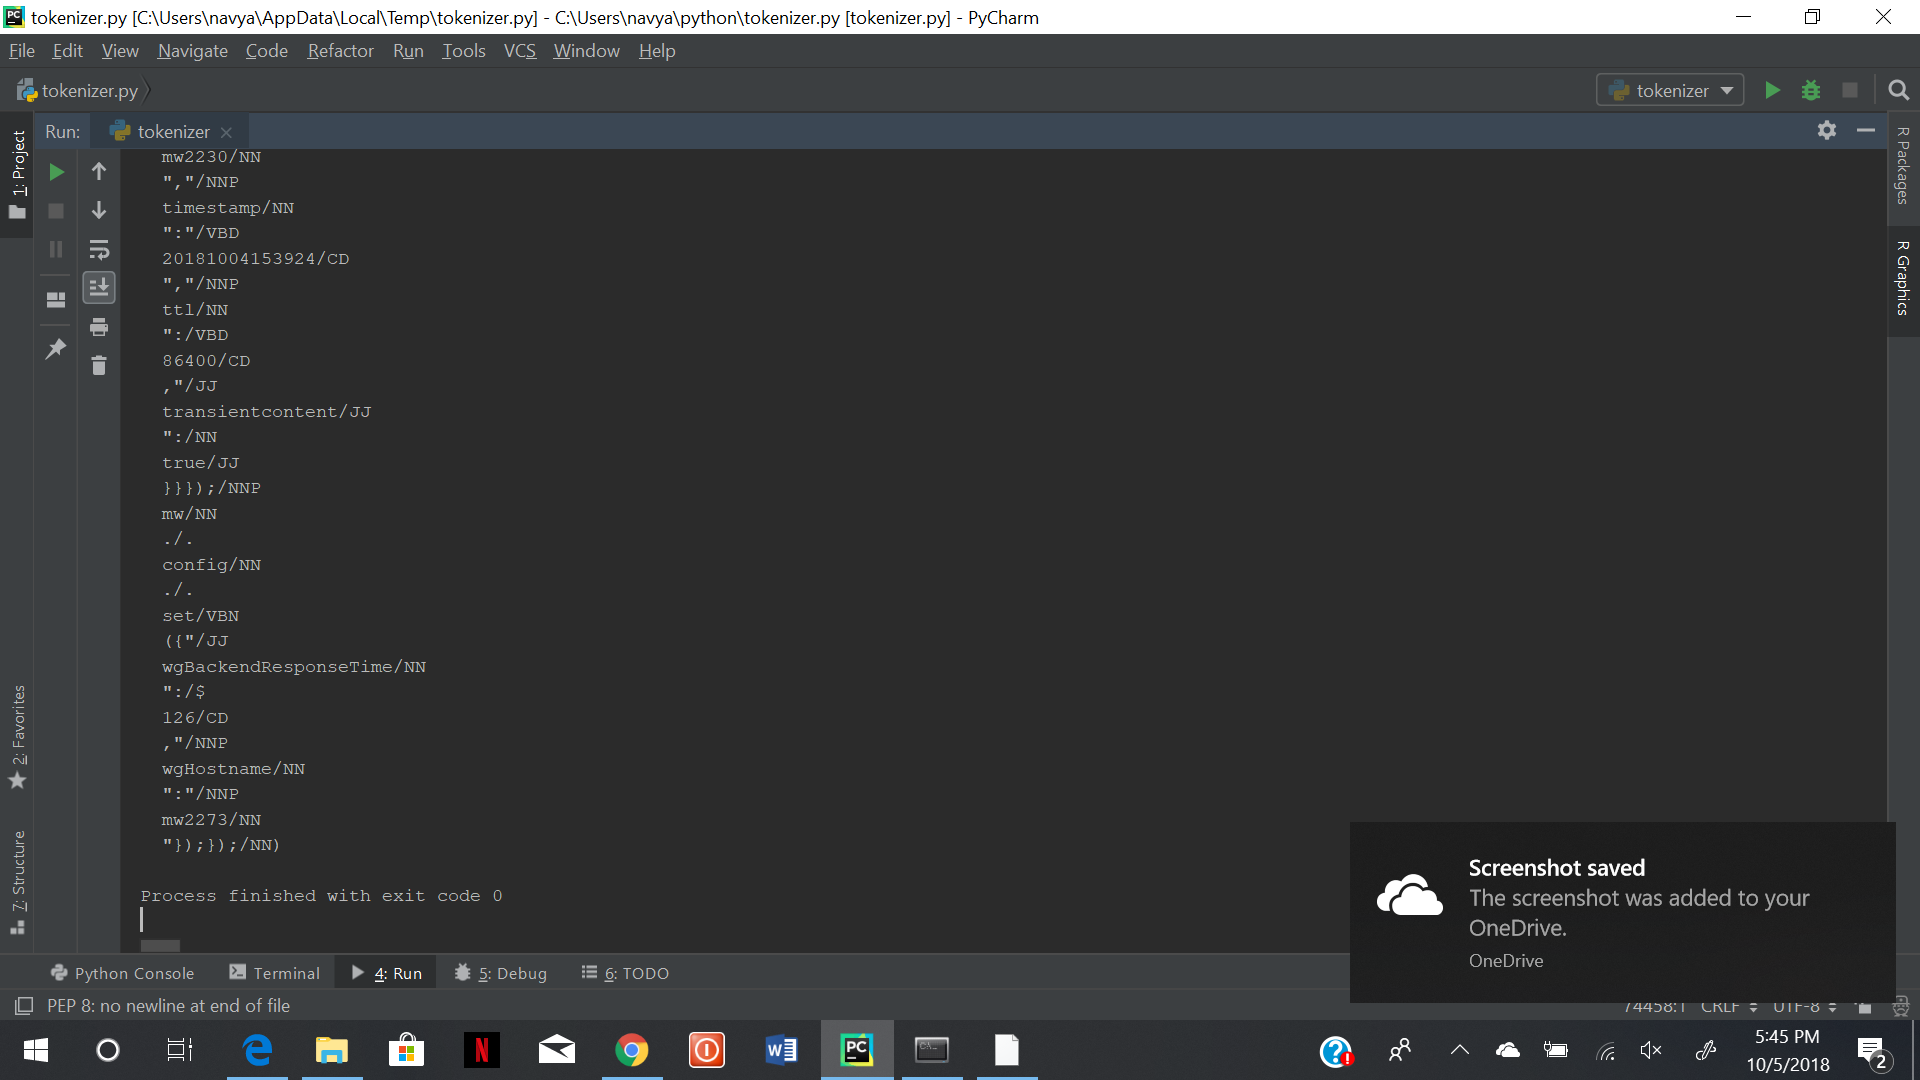 tokenizer.py [C:\Users\navya\AppData\Local\Temp\tokenizer.py] - C:\Users\navya\python\tokenizer.py [tokenizer.py] - PyCharm
File Edit View Navigate Code Refactor Run Tools VCS Window Help
tokenizer.py
tokenizer
Run: tokenizer
1: Project
R Packages
R Graphics
2: Favorites
7: Structure
mw2230/NN
","/NNP
timestamp/NN
":"/VBD
20181004153924/CD
","/NNP
ttl/NN
":/VBD
86400/CD
,"/JJ
transientcontent/JJ
":/NN
true/JJ
}}});/NNP
mw/NN
./.
config/NN
./.
set/VBN
({"/JJ
wgBackendResponseTime/NN
":/$
126/CD
,"/NNP
wgHostname/NN
":"/NNP
mw2273/NN
"});});/NN)
Process finished with exit code 0
Screenshot saved
The screenshot was added to your
OneDrive.
OneDrive
Python Console Terminal 4: Run 5: Debug 6: TODO
PEP 8: no newline at end of file
74458:1 CRLF UTF-8
5:45 PM
10/5/2018
2